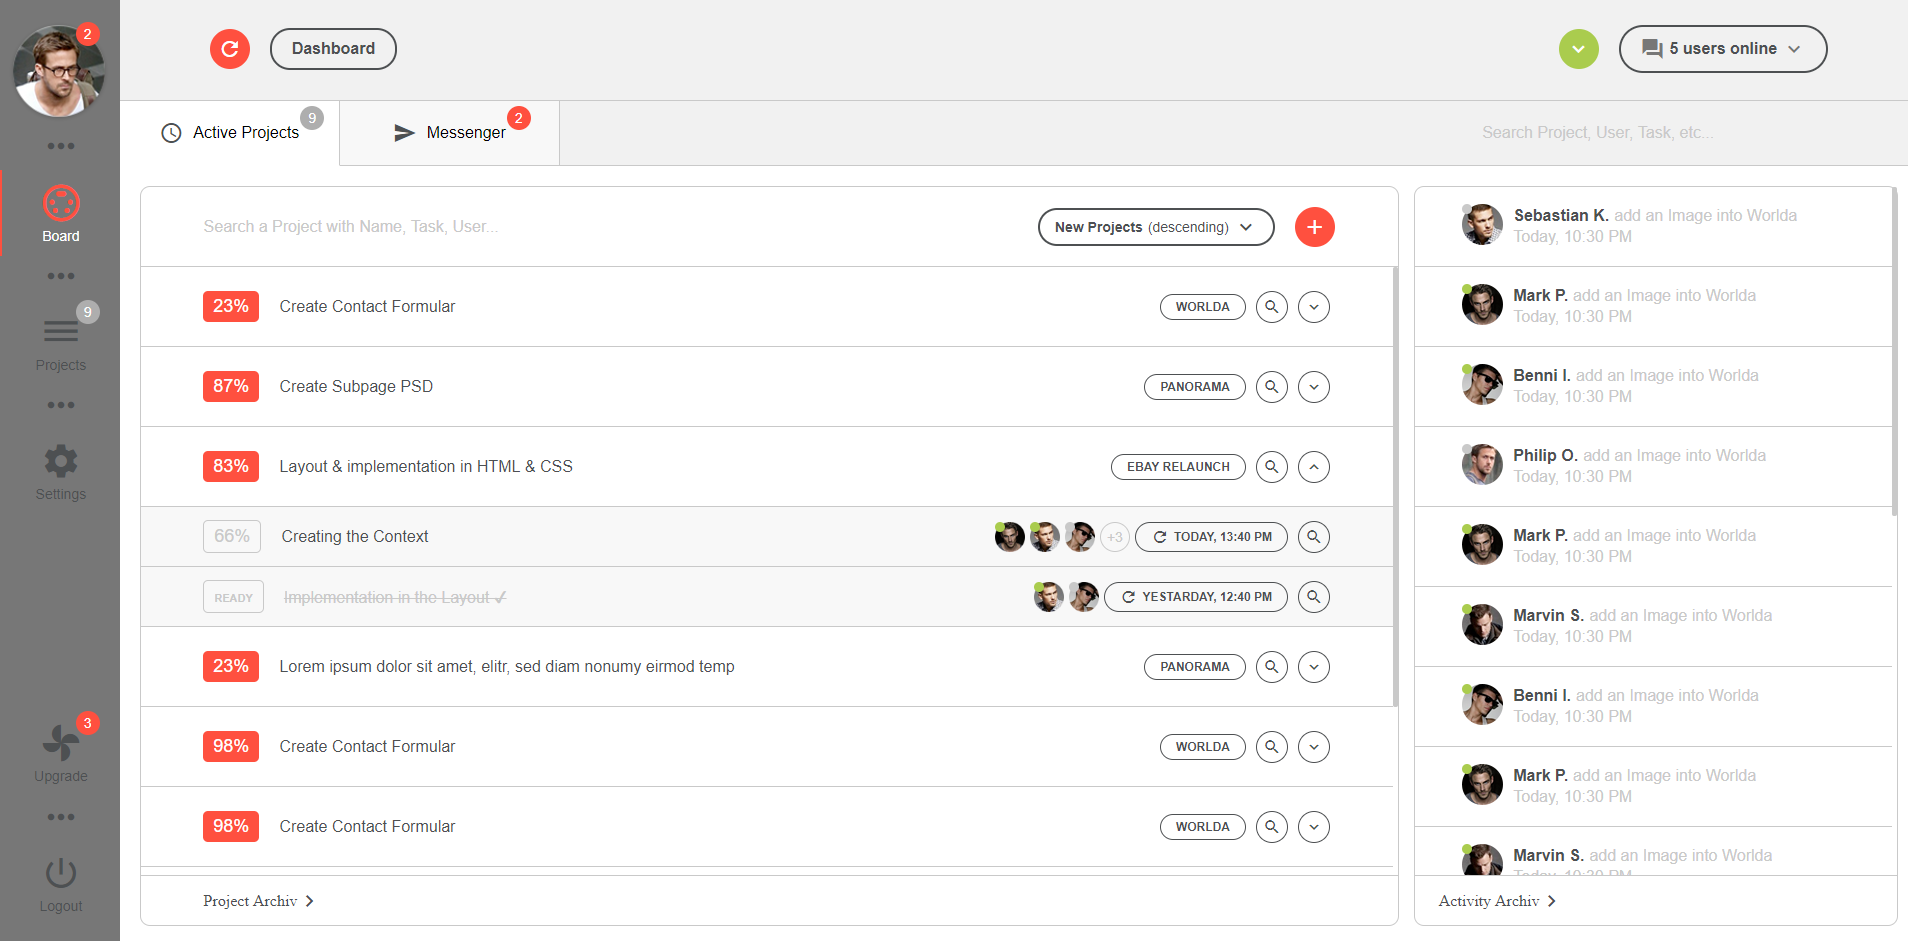 2
Board
9
Projects
Settings
3
Upgrade
Logout
Dashboard
5 users online
Active Projects
9
Messenger
2
Search Project, User, Task, etc...
Search a Project with Name, Task, User...
New Projects (descending)
23% Create Contact Formular WORLDA
87% Create Subpage PSD PANORAMA
83% Layout & implementation in HTML & CSS EBAY RELAUNCH
66% Creating the Context +3 TODAY, 13:40 PM
READY Implementation in the Layout ✓ YESTARDAY, 12:40 PM
23% Lorem ipsum dolor sit amet, elitr, sed diam nonumy eirmod temp PANORAMA
98% Create Contact Formular WORLDA
98% Create Contact Formular WORLDA
Project Archiv
Sebastian K. add an Image into Worlda
Today, 10:30 PM
Mark P. add an Image into Worlda
Today, 10:30 PM
Benni I. add an Image into Worlda
Today, 10:30 PM
Philip O. add an Image into Worlda
Today, 10:30 PM
Mark P. add an Image into Worlda
Today, 10:30 PM
Marvin S. add an Image into Worlda
Today, 10:30 PM
Benni I. add an Image into Worlda
Today, 10:30 PM
Mark P. add an Image into Worlda
Today, 10:30 PM
Marvin S. add an Image into Worlda
Today, 10:30 PM
Activity Archiv